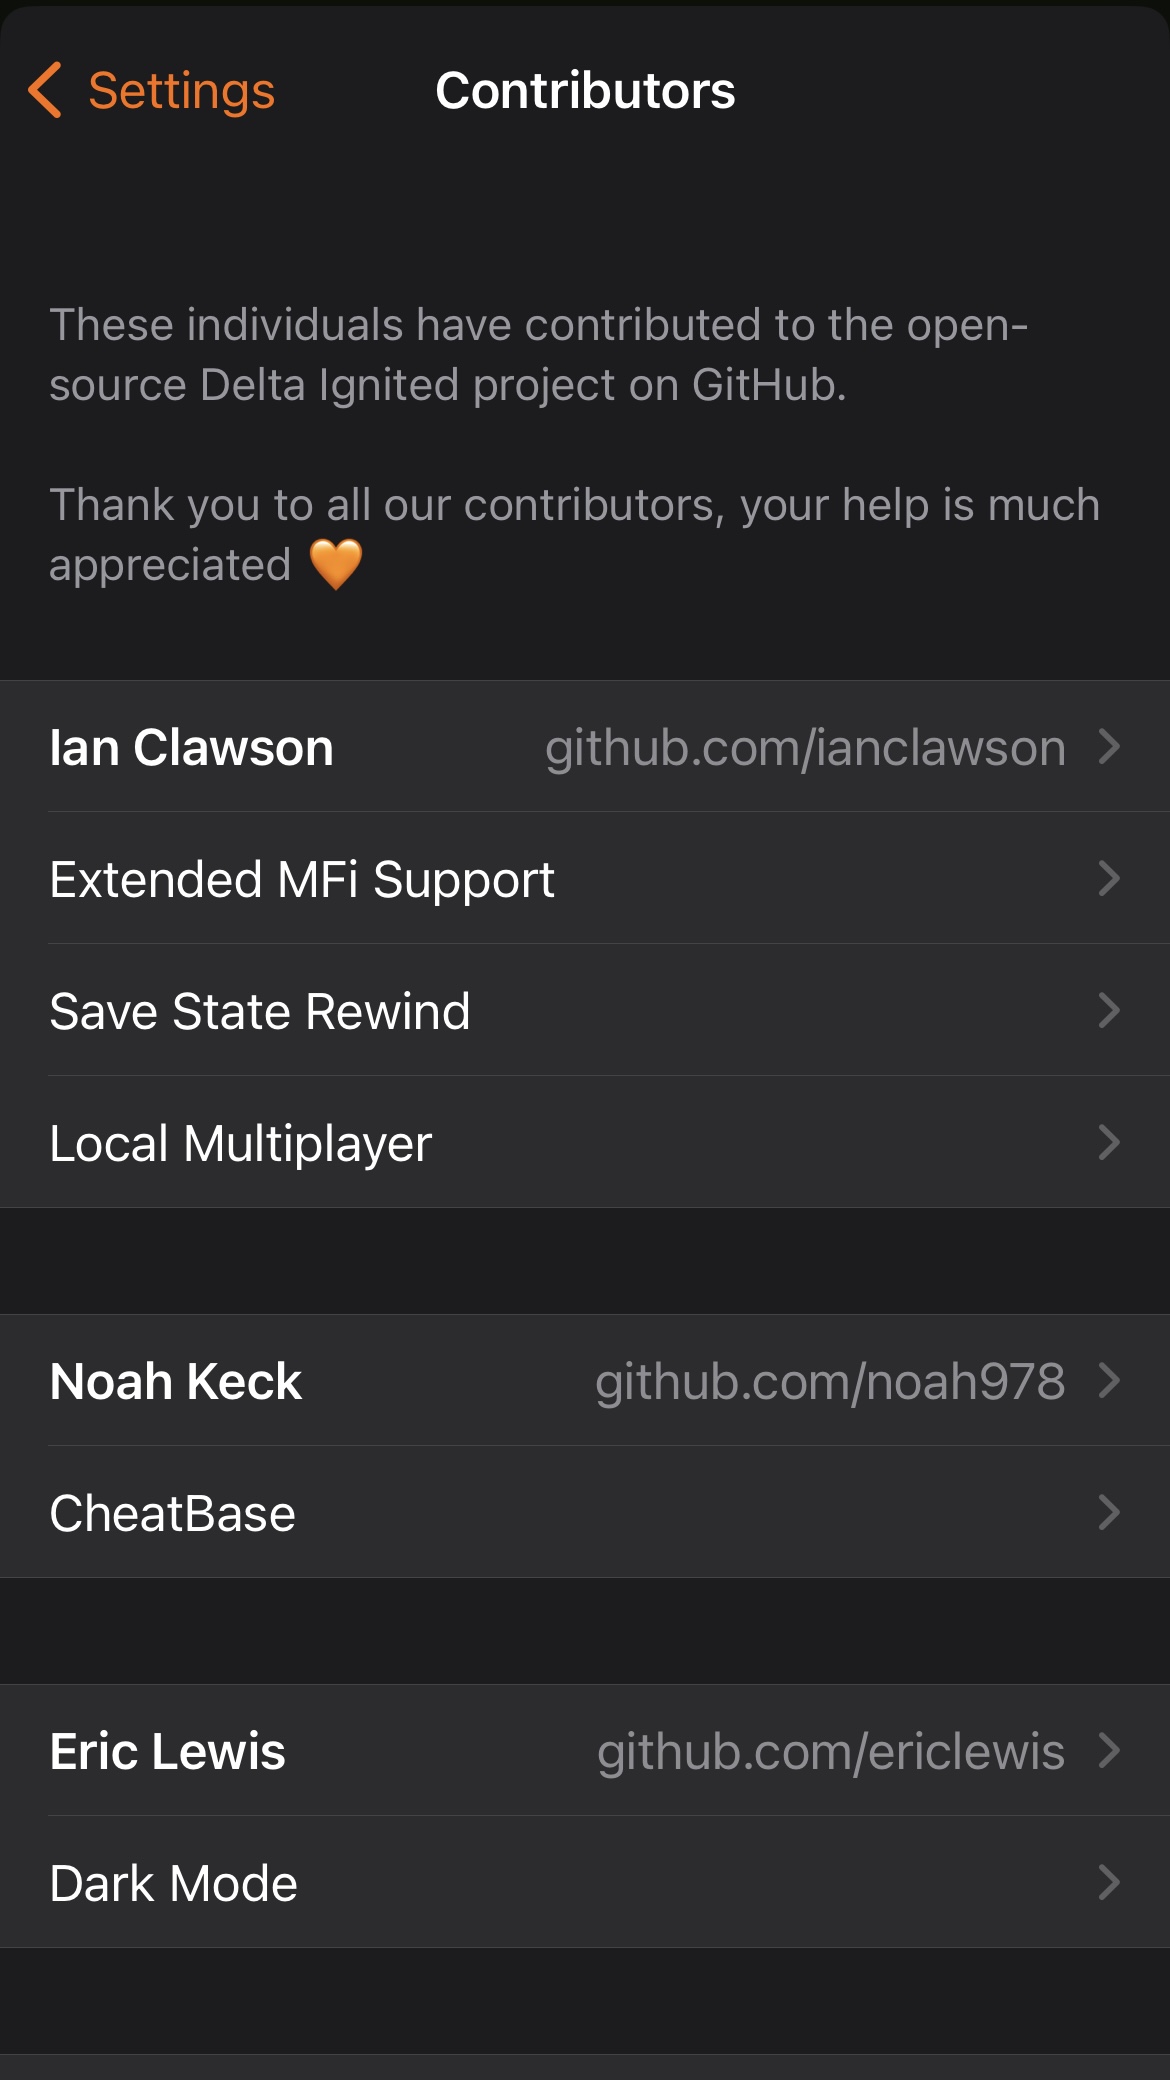 Settings
Contributors
These individuals have contributed to the open-
source Delta Ignited project on GitHub.
Thank you to all our contributors, your help is much
appreciated 🧡
Ian Clawson github.com/ianclawson
Extended MFi Support
Save State Rewind
Local Multiplayer
Noah Keck github.com/noah978
CheatBase
Eric Lewis github.com/ericlewis
Dark Mode